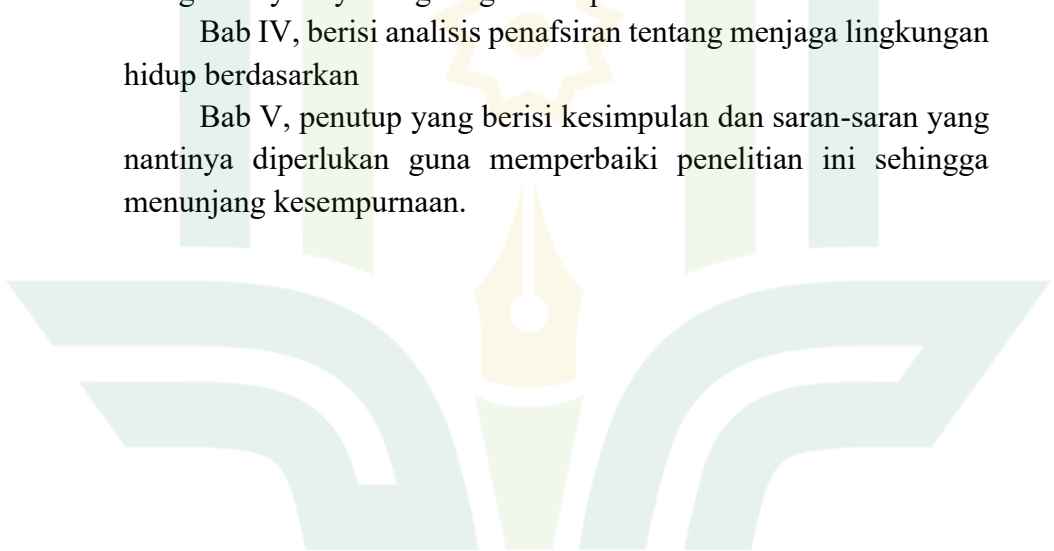 Bab IV, berisi analisis penafsiran tentang menjaga lingkungan
hidup berdasarkan
Bab V, penutup yang berisi kesimpulan dan saran-saran yang
nantinya diperlukan guna memperbaiki penelitian ini sehingga
menunjang kesempurnaan.